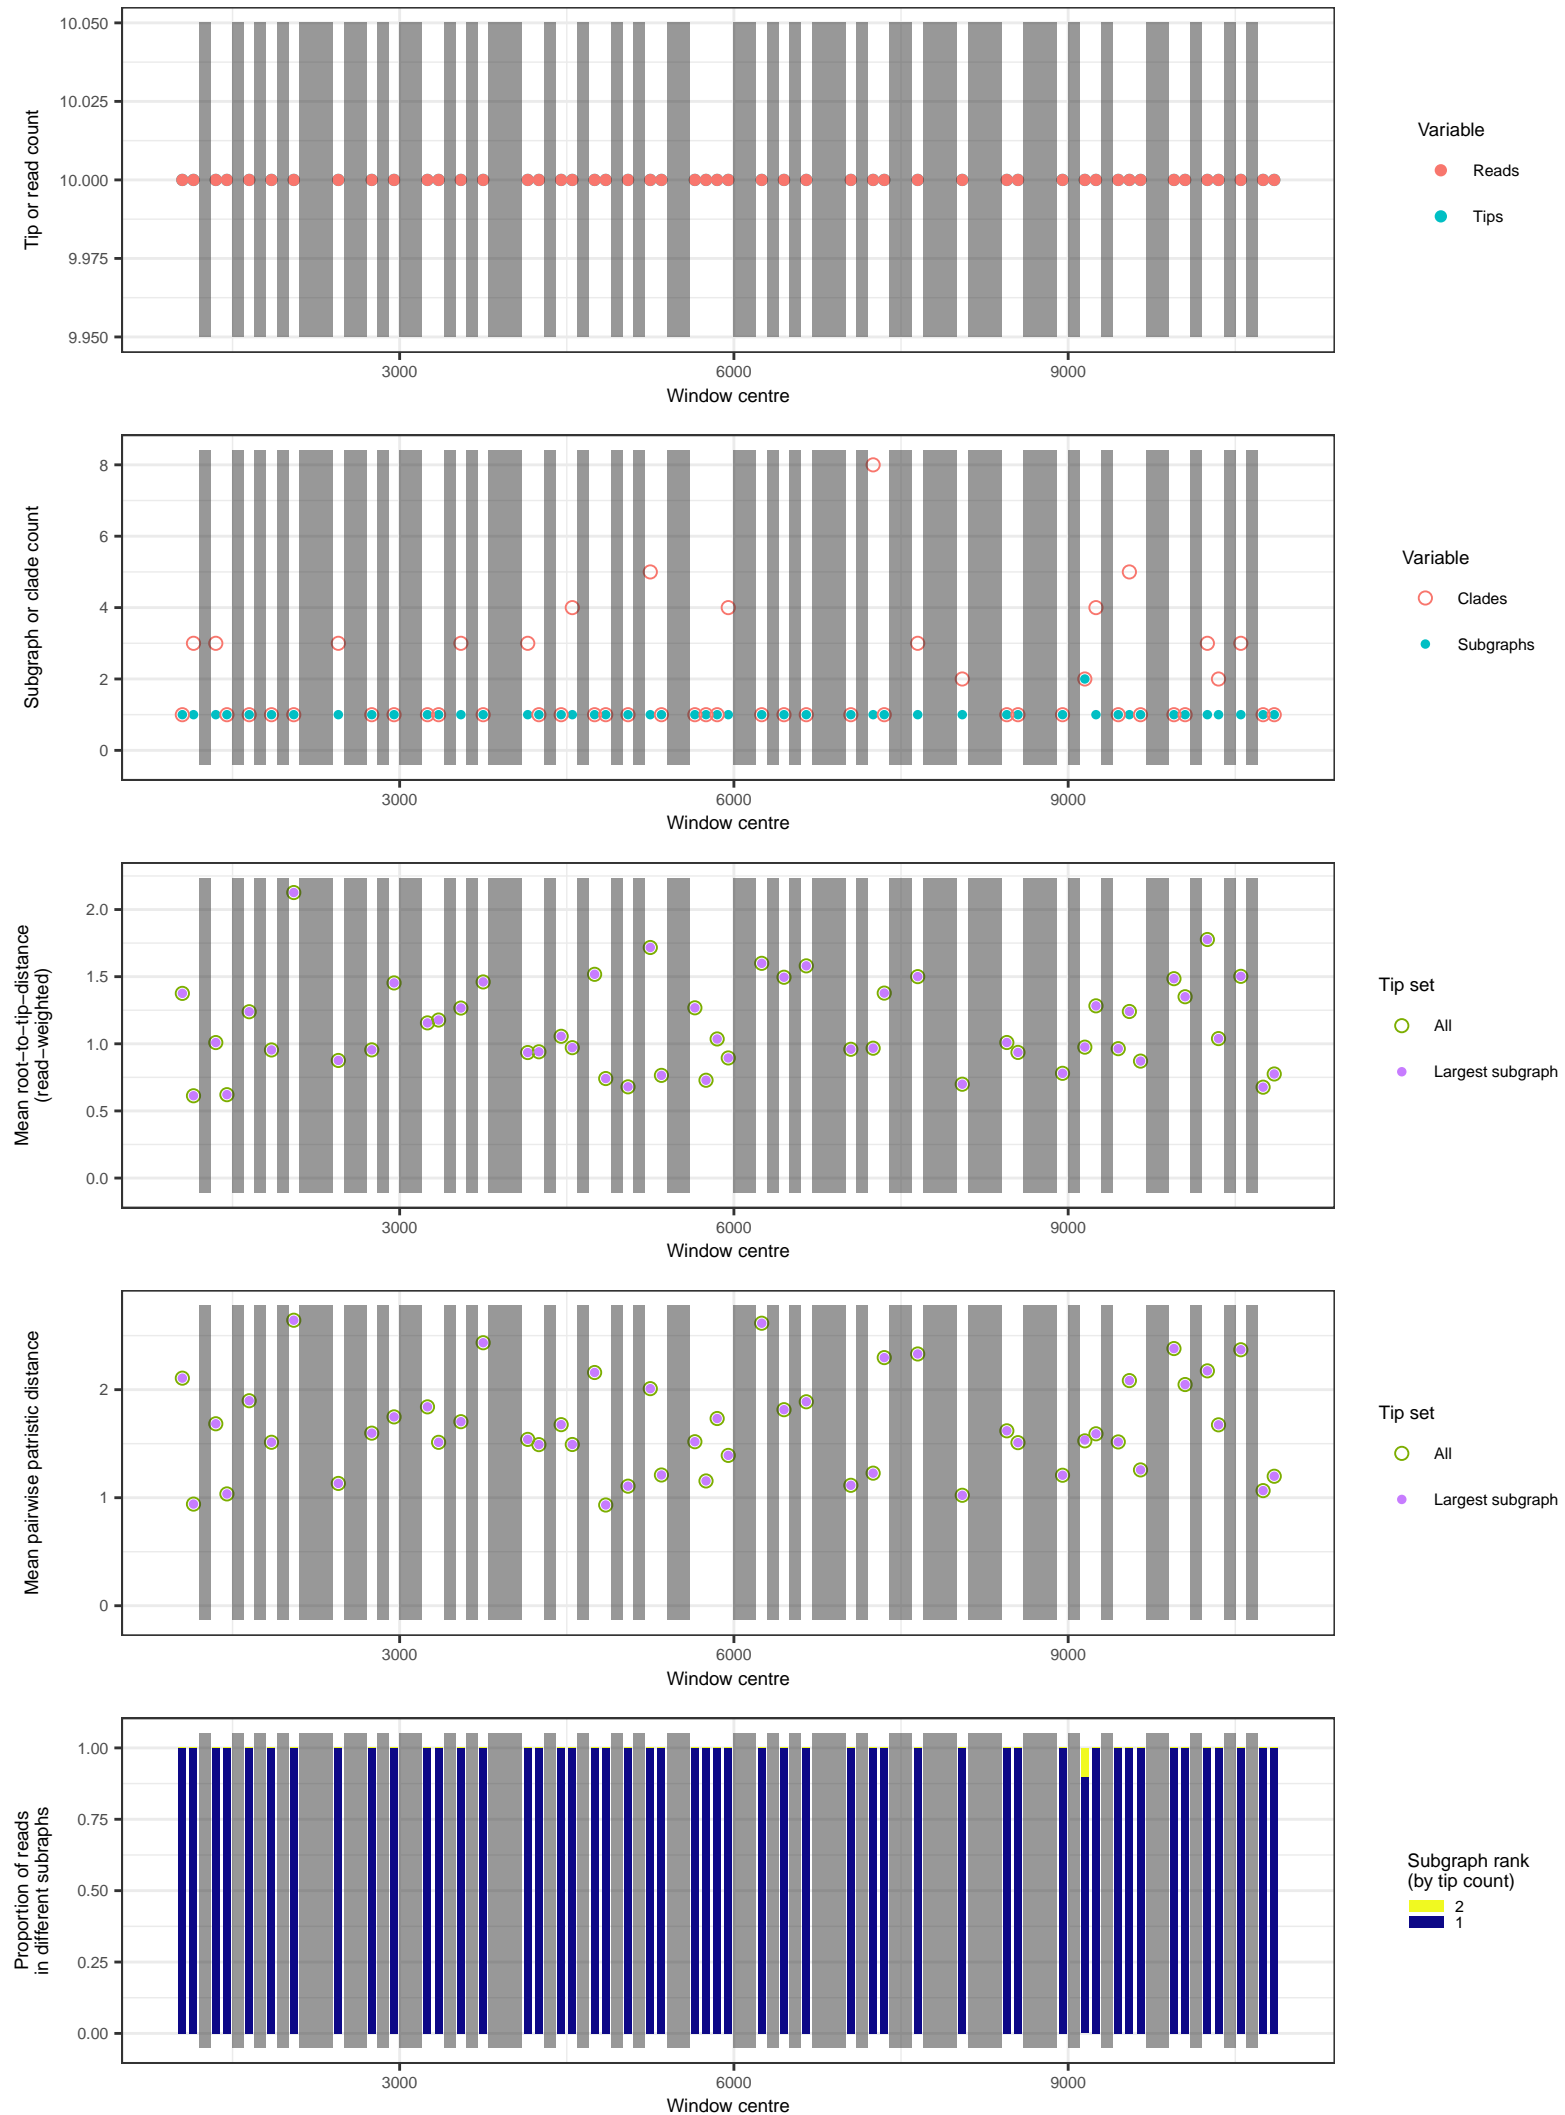 10.050
10.025
10.000
9.975
9.950
Tip or read count
3000
6000
9000
Window centre
Variable
Reads
Tips
8
6
4
2
0
Subgraph or clade count
3000
6000
9000
Window centre
Variable
Clades
Subgraphs
2.0
1.5
1.0
0.5
0.0
Mean root−to−tip−distance
(read−weighted)
3000
6000
9000
Window centre
Tip set
All
Largest subgraph
2
1
0
Mean pairwise patristic distance
3000
6000
9000
Window centre
Tip set
All
Largest subgraph
1.00
0.75
0.50
0.25
0.00
Proportion of reads
in different subraphs
3000
6000
9000
Window centre
Subgraph rank
(by tip count)
2
1